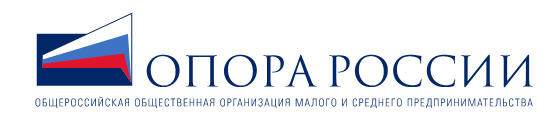 ОПОРА РОССИИ
ОБЩЕРОССИЙСКАЯ ОБЩЕСТВЕННАЯ ОРГАНИЗАЦИЯ МАЛОГО И СРЕДНЕГО ПРЕДПРИНИМАТЕЛЬСТВА